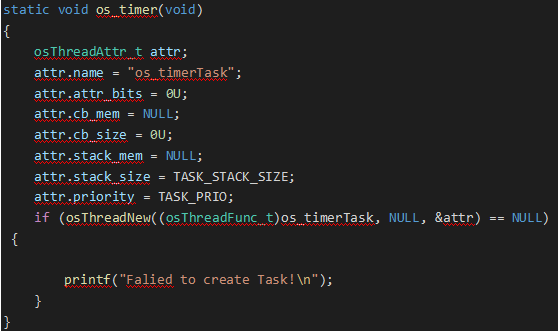 static void os_timer(void)
{
    osThreadAttr_t attr;
    attr.name = "os_timerTask";
    attr.attr_bits = 0U;
    attr.cb_mem = NULL;
    attr.cb_size = 0U;
    attr.stack_mem = NULL;
    attr.stack_size = TASK_STACK_SIZE;
    attr.priority = TASK_PRIO;
    if (osThreadNew((osThreadFunc_t)os_timerTask, NULL, &attr) == NULL)
 {
        printf("Falied to create Task!\n");
    }
}